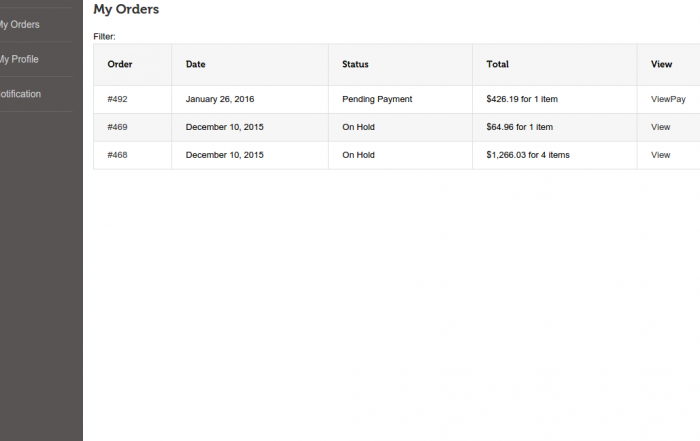 My Orders
My Profile
otification
My Orders
Filter:
Order Date Status Total View
#492 January 26, 2016 Pending Payment $426.19 for 1 item ViewPay
#469 December 10, 2015 On Hold $64.96 for 1 item View
#468 December 10, 2015 On Hold $1,266.03 for 4 items View